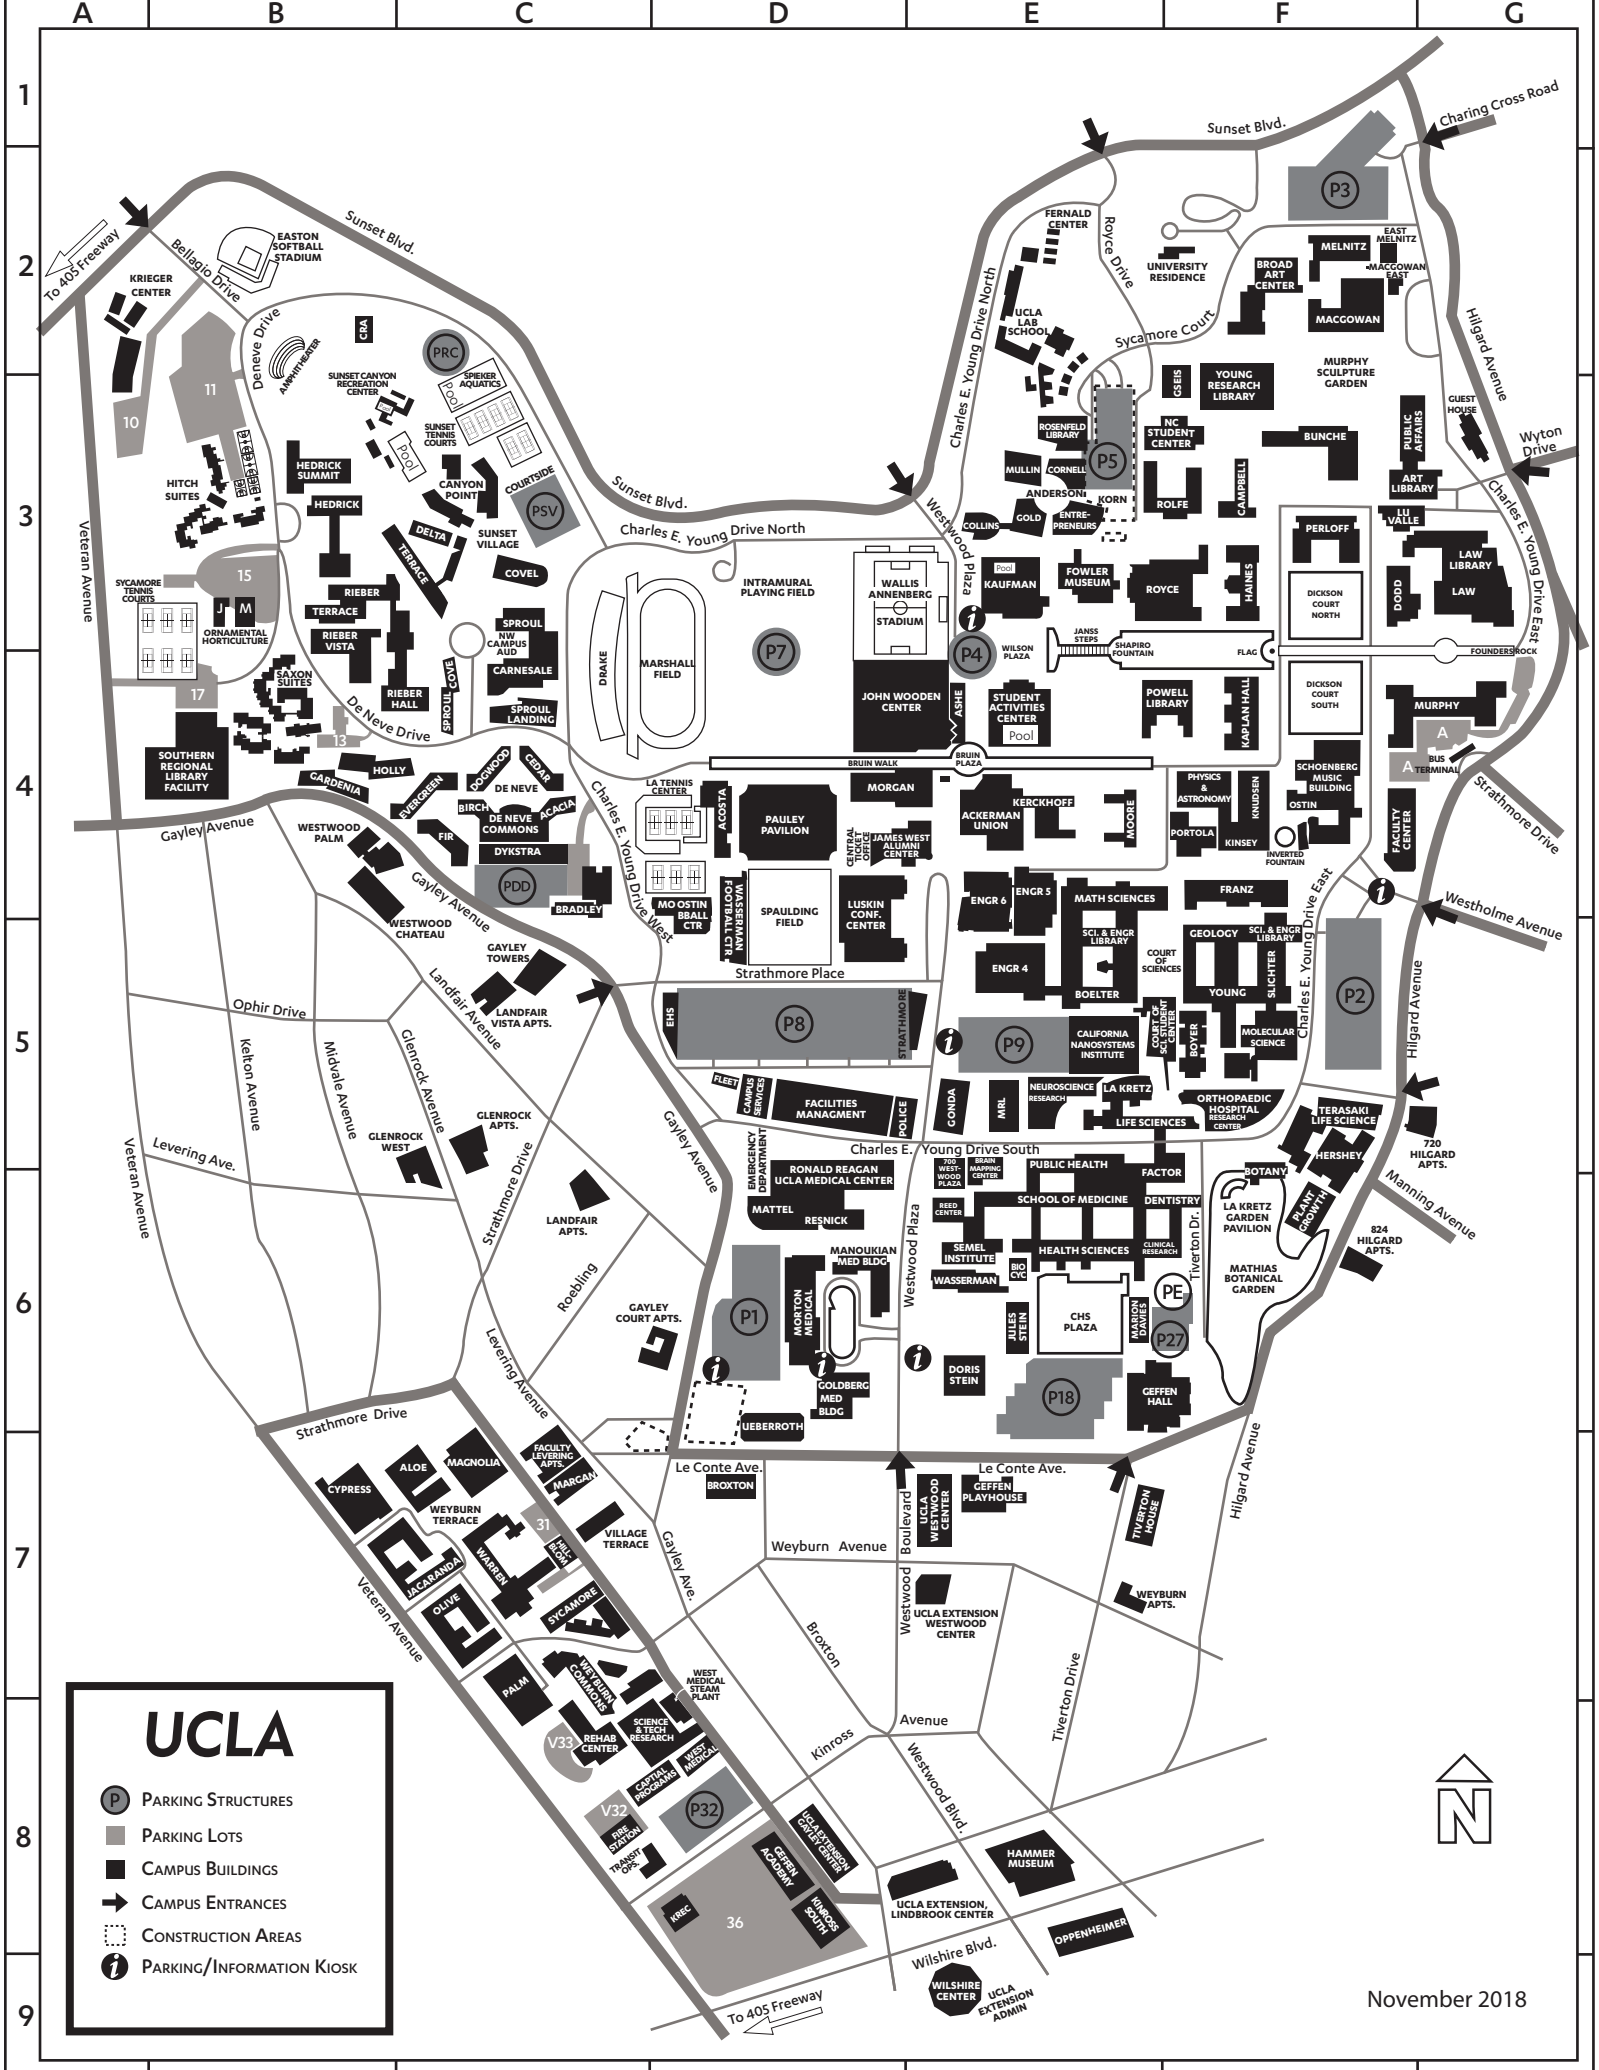 A
B
C
D
E
F
G
1
2
3
4
5
6
7
8
9
Sunset Blvd.
Charing Cross Road
P3
FERNALD
CENTER
Royce Drive
UNIVERSITY
RESIDENCE
BROAD
ART
CENTER
MELNITZ
EAST
MELNITZ
MACGOWAN
EAST
MACGOWAN
Hilgard Avenue
To 405 Freeway
Bellagio Drive
EASTON
SOFTBALL
STADIUM
Sunset Blvd.
KRIEGER
CENTER
Deneve Drive
AMPHITHEATER
CRA
PRC
SPIEKER
AQUATICS
Pool
SUNSET CANYON
RECREATION
CENTER
Pool
SUNSET
TENNIS
COURTS
Pool
11
10
UCLA
LAB
SCHOOL
Charles E. Young Drive North
Sycamore Court
MURPHY
SCULPTURE
GARDEN
GSEIS
YOUNG
RESEARCH
LIBRARY
GUEST
HOUSE
Wyton
Drive
PUBLIC
AFFAIRS
BUNCHE
NC
STUDENT
CENTER
ROSENFELD
LIBRARY
P5
MULLIN
CORNELL
ANDERSON
KORN
COLLINS
GOLD
ENTRE-
PRENEURS
ROLFE
CAMPBELL
ART
LIBRARY
LU
VALLE
PERLOFF
LAW
LIBRARY
LAW
DODD
Charles E. Young Drive East
HITCH
SUITES
HEDRICK
SUMMIT
HEDRICK
CANYON
POINT
COURTSIDE
PSV
DELTA
SUNSET
VILLAGE
TERRACE
COVEL
Veteran Avenue
SYCAMORE
TENNIS
COURTS
15
J
M
ORNAMENTAL
HORTICULTURE
RIEBER
TERRACE
RIEBER
VISTA
RIEBER
HALL
SPROUL
NW
CAMPUS
AUD
CARNESALE
SPROUL
LANDING
SPROUL COVE
Sunset Blvd.
Charles E. Young Drive North
Westwood Plaza
INTRAMURAL
PLAYING FIELD
WALLIS
ANNENBERG
STADIUM
Pool
KAUFMAN
FOWLER
MUSEUM
ROYCE
HAINES
DICKSON
COURT
NORTH
P7
P4
WILSON
PLAZA
JANSS
STEPS
SHAPIRO
FOUNTAIN
FLAG
FOUNDERS ROCK
DRAKE
MARSHALL
FIELD
JOHN WOODEN
CENTER
ASHE
STUDENT
ACTIVITIES
CENTER
Pool
POWELL
LIBRARY
KAPLAN HALL
DICKSON
COURT
SOUTH
MURPHY
A
A
BUS
TERMINAL
17
SAXON
SUITES
De Neve Drive
13
SOUTHERN
REGIONAL
LIBRARY
FACILITY
HOLLY
GARDENIA
EVERGREEN
DOGWOOD
CEDAR
DE NEVE
BIRCH
DE NEVE
COMMONS
ACACIA
FIR
DYKSTRA
PDD
BRADLEY
Gayley Avenue
WESTWOOD
PALM
WESTWOOD
CHATEAU
Gayley Avenue
BRUIN WALK
BRUIN
PLAZA
LA TENNIS
CENTER
ACOSTA
PAULEY
PAVILION
MORGAN
CENTRAL
TICKET
OFFICE
JAMES WEST
ALUMNI
CENTER
ACKERMAN
UNION
KERCKHOFF
MOORE
PHYSICS
&
ASTRONOMY
KNUDSEN
PORTOLA
KINSEY
SCHOENBERG
MUSIC
BUILDING
OSTIN
INVERTED
FOUNTAIN
FACULTY
CENTER
Strathmore Drive
Charles E. Young Drive West
MO OSTIN
BBALL
CTR
WASSERMAN
FOOTBALL CTR
SPAULDING
FIELD
LUSKIN
CONF.
CENTER
ENGR 6
ENGR 5
MATH SCIENCES
SCI. & ENGR
LIBRARY
ENGR 4
BOELTER
COURT
OF
SCIENCES
FRANZ
GEOLOGY
SCI. & ENGR
LIBRARY
YOUNG
SLICHTER
Charles E. Young Drive East
P2
Westholme Avenue
Hilgard Avenue
GAYLEY
TOWERS
LANDFAIR
VISTA APTS.
Landfair Avenue
Ophir Drive
Kelton Avenue
Midvale Avenue
Glenrock Avenue
Strathmore Place
EHS
P8
STRATHMORE
P9
CALIFORNIA
NANOSYSTEMS
INSTITUTE
COURT OF
SCI. STUDENT
CENTER
BOYER
MOLECULAR
SCIENCE
FLEET
CAMPUS
SERVICES
FACILITIES
MANAGMENT
POLICE
GONDA
MRL
NEUROSCIENCE
RESEARCH
LA KRETZ
LIFE SCIENCES
ORTHOPAEDIC
HOSPITAL
RESEARCH
CENTER
TERASAKI
LIFE SCIENCE
HERSHEY
720
HILGARD
APTS.
Gayley Avenue
Charles E. Young Drive South
GLENROCK
APTS.
GLENROCK
WEST
Levering Ave.
Veteran Avenue
Strathmore Drive
LANDFAIR
APTS.
EMERGENCY
DEPARTMENT
RONALD REAGAN
UCLA MEDICAL CENTER
MATTEL
RESNICK
700
WEST-
WOOD
PLAZA
BRAIN
MAPPING
CENTER
PUBLIC HEALTH
FACTOR
REED
CENTER
SCHOOL OF MEDICINE
DENTISTRY
SEMEL
INSTITUTE
HEALTH SCIENCES
CLINICAL
RESEARCH
BIO
CYC
WASSERMAN
BOTANY
LA KRETZ
GARDEN
PAVILION
PLANT
GROWTH
Manning Avenue
824
HILGARD
APTS.
MATHIAS
BOTANICAL
GARDEN
Tiverton Dr.
PE
P27
Westwood Plaza
MANOUKIAN
MED BLDG
MORTON
MEDICAL
P1
GAYLEY
COURT APTS.
Roebling
Levering Avenue
JULES
STEIN
CHS
PLAZA
MARION
DAVIES
DORIS
STEIN
P18
GEFFEN
HALL
GOLDBERG
MED
BLDG
UEBERROTH
Strathmore Drive
Le Conte Ave.
BROXTON
Le Conte Ave.
GEFFEN
PLAYHOUSE
UCLA
WESTWOOD
CENTER
TIVERTON
HOUSE
Hilgard Avenue
CYPRESS
ALOE
MAGNOLIA
FACULTY
LEVERING
APTS.
MARGAN
WEYBURN
TERRACE
31
VILLAGE
TERRACE
HILL-
BLOM
WARREN
JACARANDA
OLIVE
SYCAMORE
Veteran Avenue
PALM
Gayley Ave.
Weyburn Avenue
Westwood Boulevard
UCLA EXTENSION
WESTWOOD
CENTER
WEYBURN
APTS.
Broxton
WEYBURN
COMMONS
WEST
MEDICAL
STEAM
PLANT
SCIENCE
& TECH
RESEARCH
REHAB
CENTER
V33
WEST
MEDICAL
CAPTIAL
PROGRAMS
P32
V32
FIRE
STATION
TRANSIT
OPS.
Kinross
Avenue
Tiverton Drive
Westwood Blvd.
UCLA EXTENSION
GAYLEY CENTER
GEFFEN
ACADEMY
KINROSS
SOUTH
KREC
36
UCLA EXTENSION,
LINDBROOK CENTER
HAMMER
MUSEUM
OPPENHEIMER
Wilshire Blvd.
WILSHIRE
CENTER
UCLA
EXTENSION
ADMIN
To 405 Freeway
UCLA
P PARKING STRUCTURES
PARKING LOTS
CAMPUS BUILDINGS
CAMPUS ENTRANCES
CONSTRUCTION AREAS
i PARKING/INFORMATION KIOSK
N
November 2018